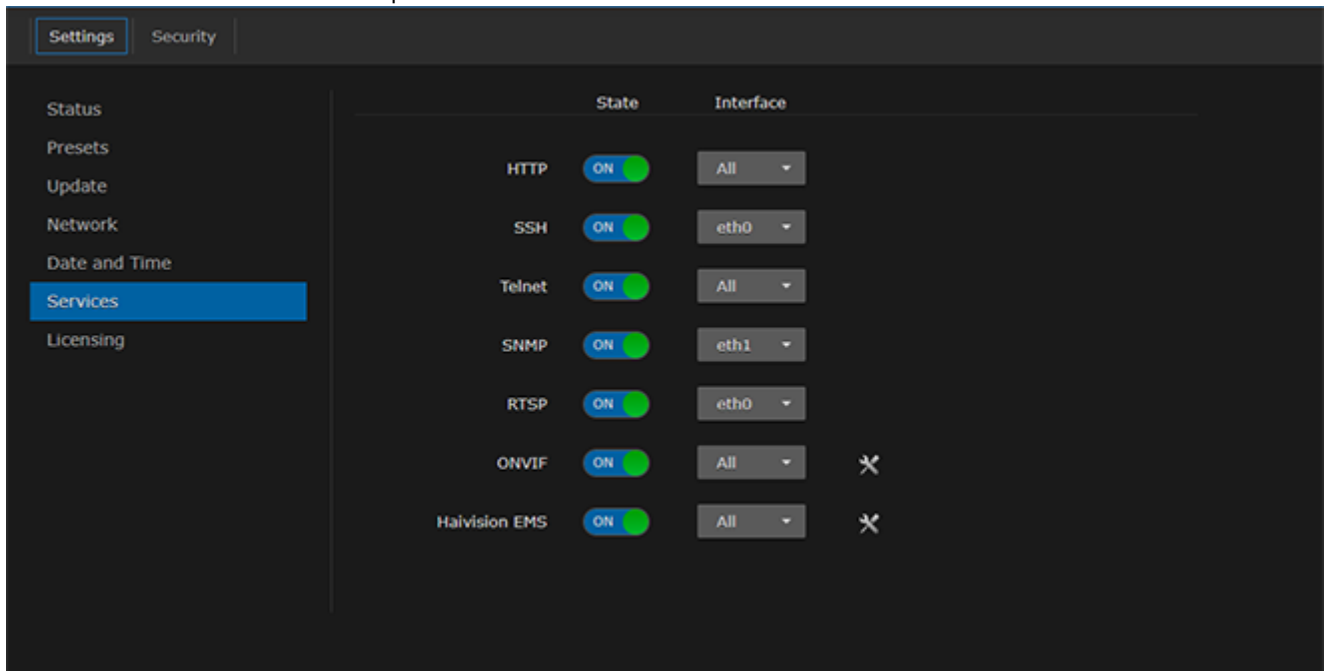 Settings Security
Status
Presets
Update
Network
Date and Time
Services
Licensing
State Interface
HTTP ON All
SSH ON eth0
Telnet ON All
SNMP ON eth1
RTSP ON eth0
ONVIF ON All
Haivision EMS ON All